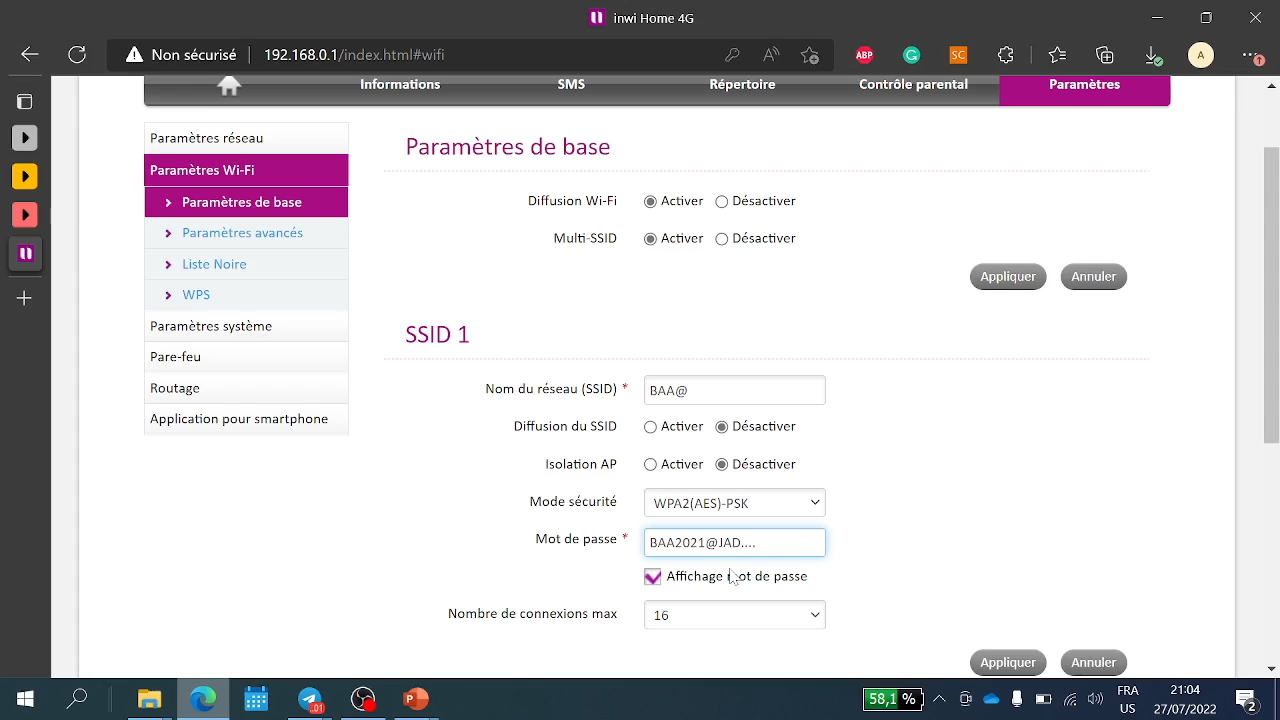 inwi Home 4G
Non sécurisé 192.168.0.1/index.html#wifi
ABP
SC
A
Informations SMS Répertoire Contrôle parental Paramètres
Paramètres réseau
Paramètres Wi-Fi
Paramètres de base
Paramètres avancés
Liste Noire
WPS
Paramètres système
Pare-feu
Routage
Application pour smartphone
Paramètres de base
Diffusion Wi-Fi Activer Désactiver
Multi-SSID Activer Désactiver
Appliquer Annuler
SSID 1
Nom du réseau (SSID) * BAA@
Diffusion du SSID Activer Désactiver
Isolation AP Activer Désactiver
Mode sécurité WPA2(AES)-PSK
Mot de passe * BAA2021@JAD....
Affichage mot de passe
Nombre de connexions max 16
Appliquer Annuler
.01
58,1 %
FRA
US
21:04
27/07/2022
2